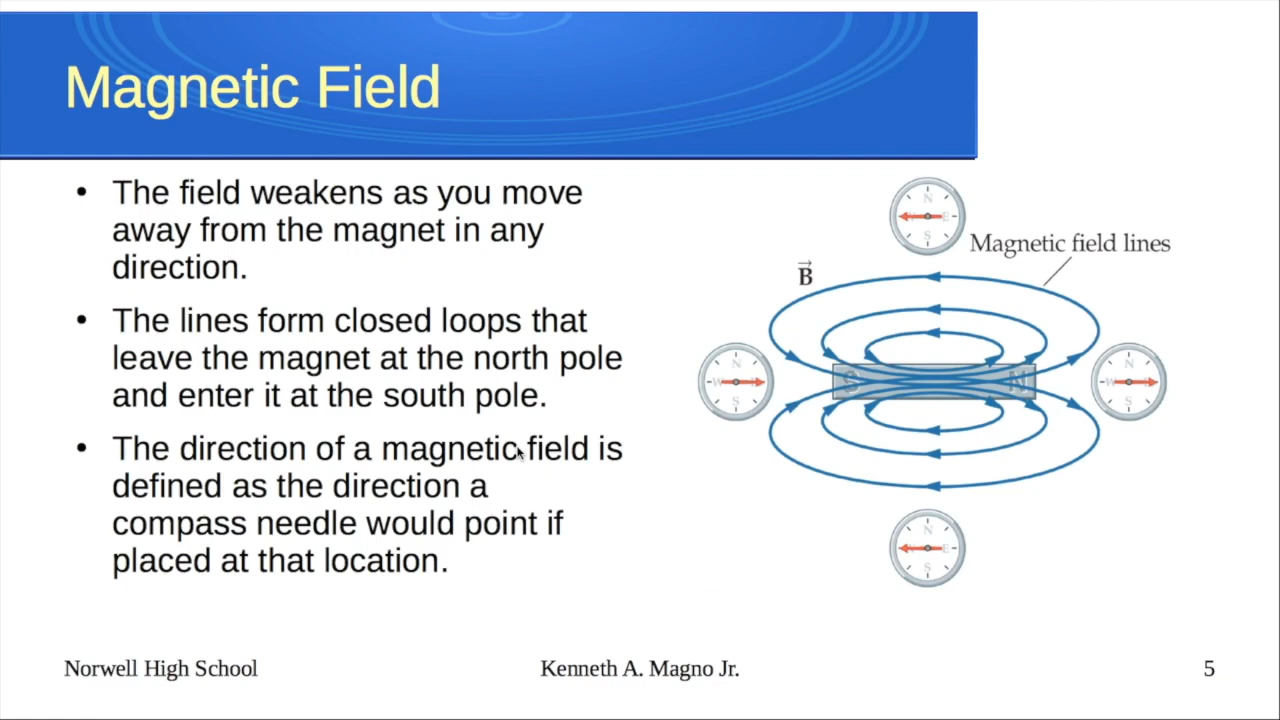 Magnetic Field
• The field weakens as you move
away from the magnet in any
direction.
• The lines form closed loops that
leave the magnet at the north pole
and enter it at the south pole.
• The direction of a magnetic field is
defined as the direction a
compass needle would point if
placed at that location.
N
E
S
Magnetic field lines
B
N
W
S
S
N
N
W
S
N
E
S
Norwell High School
Kenneth A. Magno Jr.
5